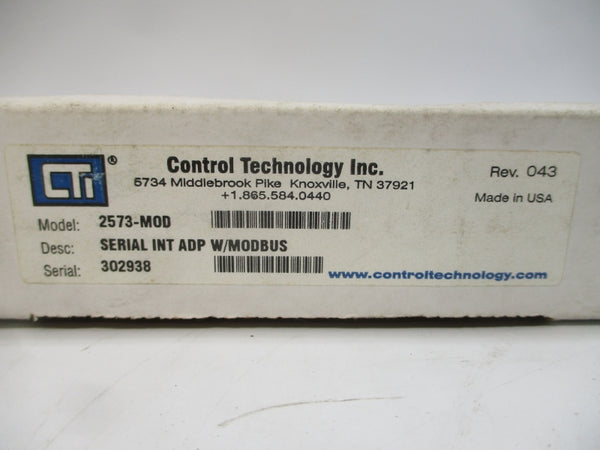 CTI ®
Control Technology Inc.
5734 Middlebrook Pike Knoxville, TN 37921
+1.865.584.0440
Rev. 043
Made in USA
Model: 2573-MOD
Desc: SERIAL INT ADP W/MODBUS
Serial: 302938
www.controltechnology.com